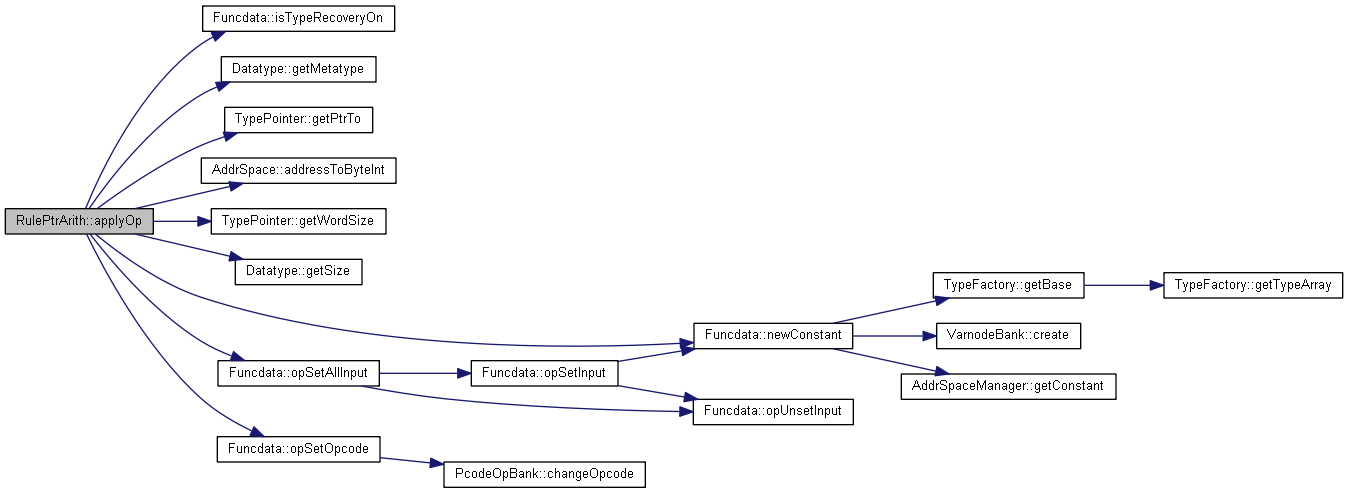 Funcdata::isTypeRecoveryOn
Datatype::getMetatype
TypePointer::getPtrTo
AddrSpace::addressToByteInt
RulePtrArith::applyOp
TypePointer::getWordSize
Datatype::getSize
TypeFactory::getBase
TypeFactory::getTypeArray
Funcdata::newConstant
VarnodeBank::create
Funcdata::opSetAllInput
Funcdata::opSetInput
AddrSpaceManager::getConstant
Funcdata::opUnsetInput
Funcdata::opSetOpcode
PcodeOpBank::changeOpcode